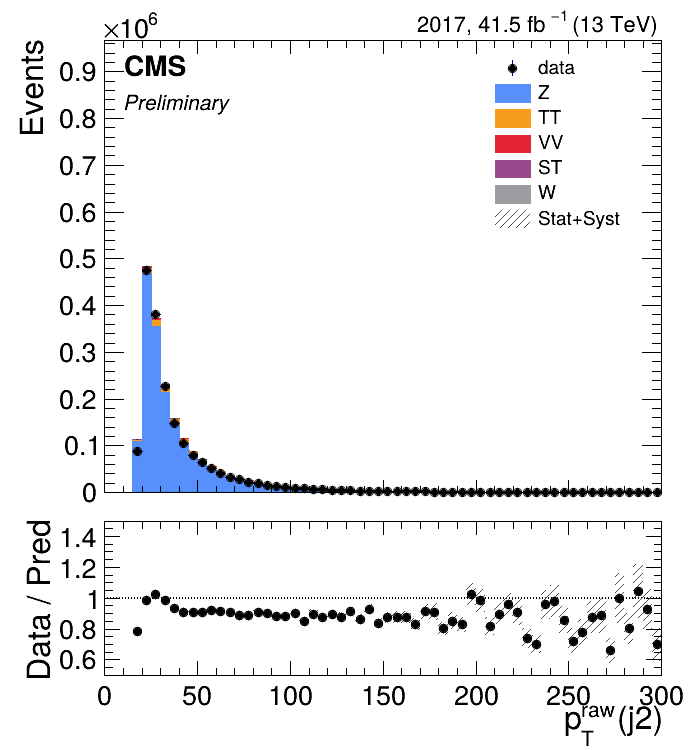 ×10^6
2017, 41.5 fb^−1 (13 TeV)
CMS
Preliminary
Events
data
Z
TT
VV
ST
W
Stat+Syst
0.9
0.8
0.7
0.6
0.5
0.4
0.3
0.2
0.1
0
Data / Pred
1.4
1.2
1
0.8
0.6
0 50 100 150 200 250 300
p_T^raw(j2)